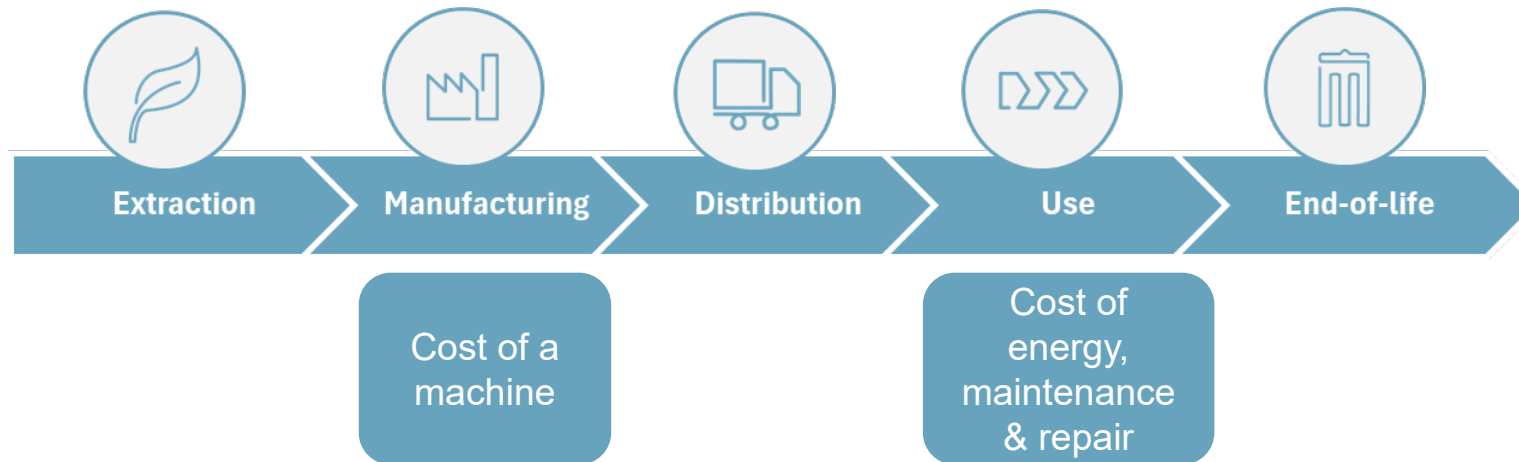 Extraction
Manufacturing
Distribution
Use
End-of-life
Cost of a
machine
Cost of
energy,
maintenance
& repair